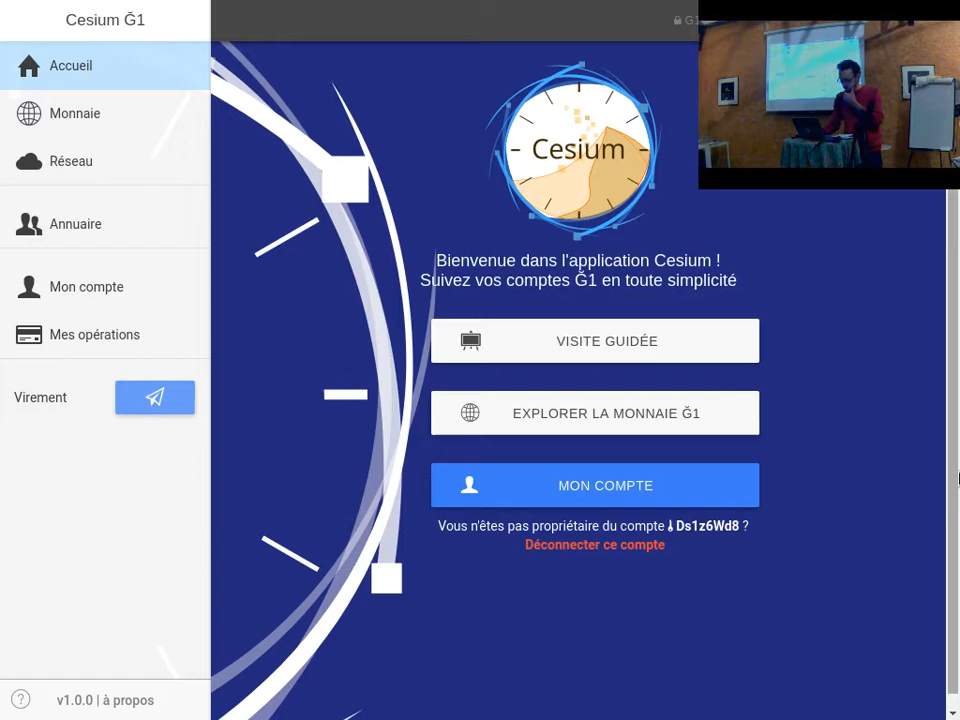 Cesium Ğ1
G1
Accueil
Monnaie
Réseau
Annuaire
Mon compte
Mes opérations
Virement
v1.0.0 | à propos
Cesium
Bienvenue dans l'application Cesium !
Suivez vos comptes Ğ1 en toute simplicité
VISITE GUIDÉE
EXPLORER LA MONNAIE Ğ1
MON COMPTE
Vous n'êtes pas propriétaire du compte Ds1z6Wd8 ?
Déconnecter ce compte